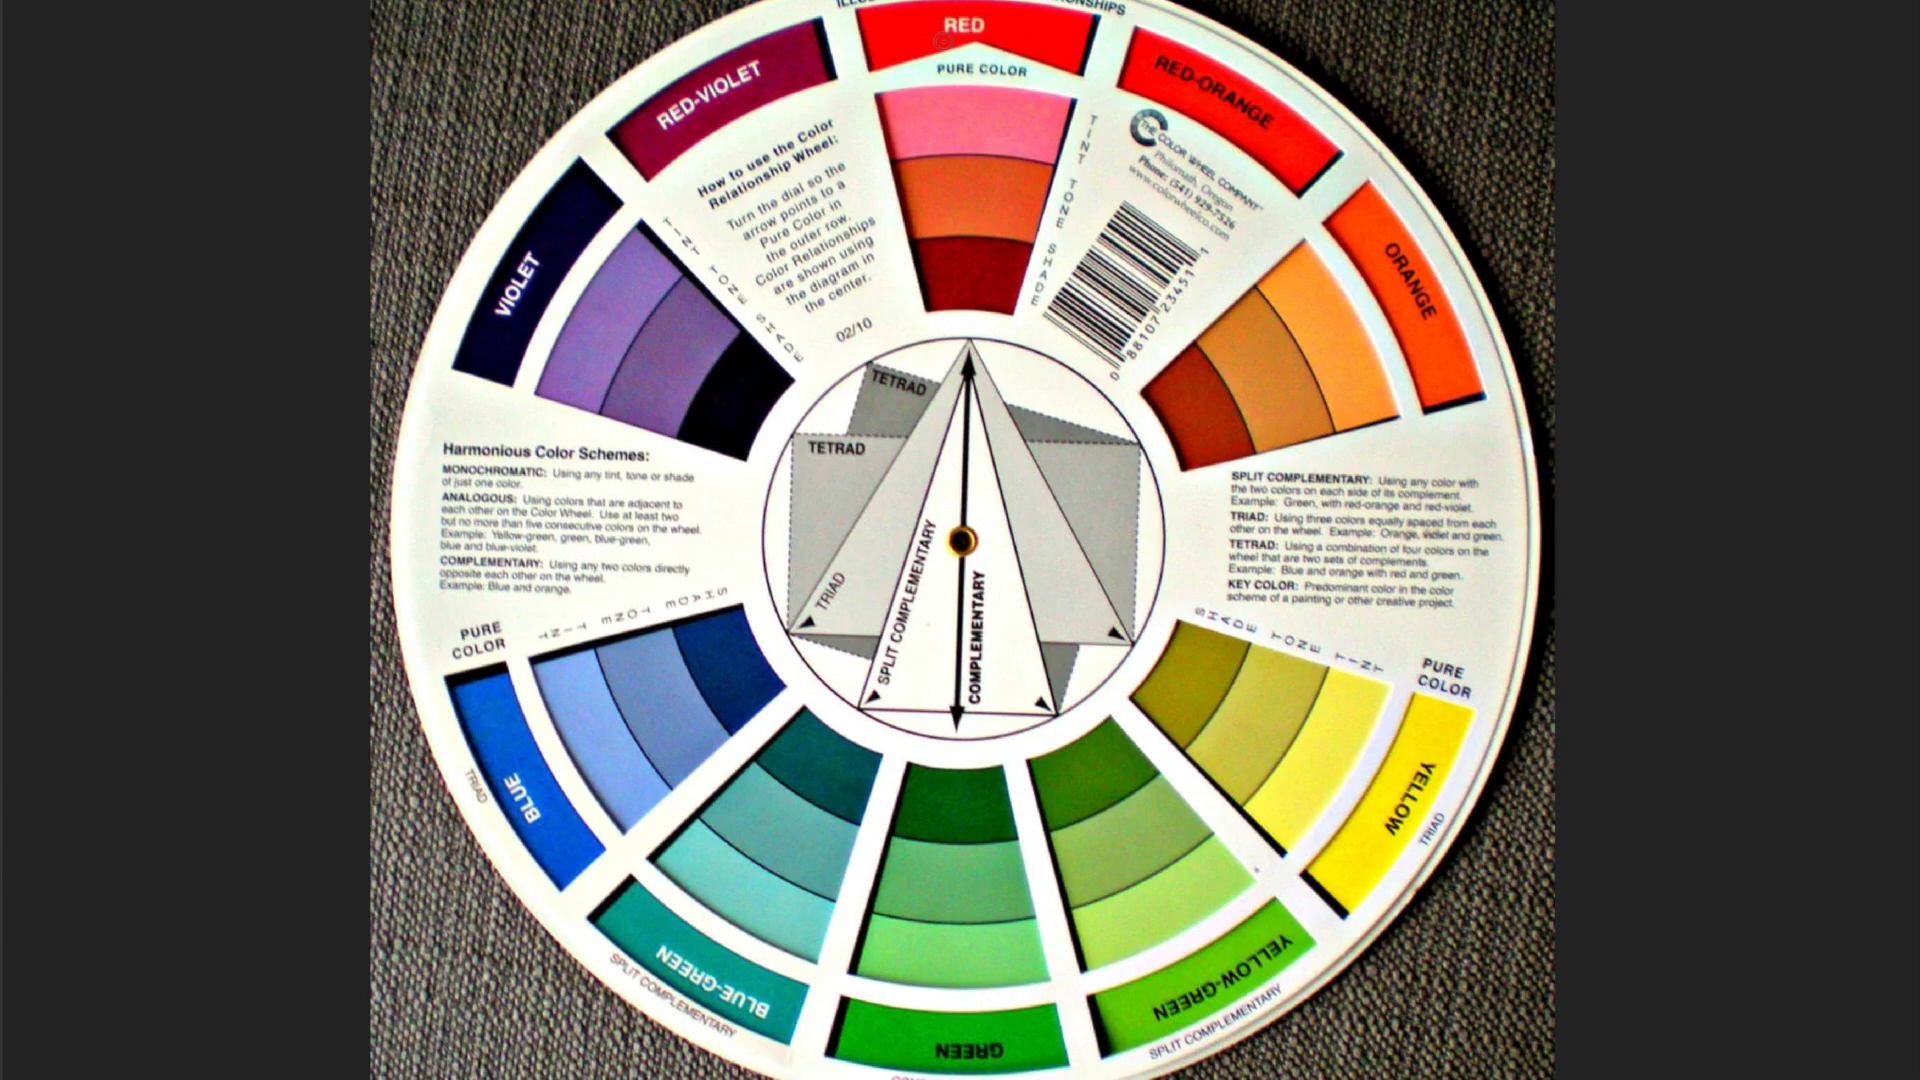 RED
PURE COLOR
RED-VIOLET
RED-ORANGE
VIOLET
ORANGE
How to use the Color
Relationship Wheel:
Turn the dial so the
arrow points to a
Pure Color in
the outer row.
Color Relationships
are shown using
the diagram in
the center.
02/10
TINT TONE SHADE
TINT TONE SHADE
THE COLOR WHEEL COMPANY™
Philomath, Oregon
Phone: (541) 929-7526
www.colorwheelco.com
0 88107 23451 1
TETRAD
TETRAD
TRIAD
SPLIT COMPLEMENTARY
COMPLEMENTARY
Harmonious Color Schemes:
MONOCHROMATIC: Using any tint, tone or shade
of just one color.
ANALOGOUS: Using colors that are adjacent to
each other on the Color Wheel. Use at least two
but no more than five consecutive colors on the wheel.
Example: Yellow-green, green, blue-green,
blue and blue-violet.
COMPLEMENTARY: Using any two colors directly
opposite each other on the wheel.
Example: Blue and orange.
SPLIT COMPLEMENTARY: Using any color with
the two colors on each side of its complement.
Example: Green, with red-orange and red-violet.
TRIAD: Using three colors equally spaced from each
other on the wheel. Example: Orange, violet and green.
TETRAD: Using a combination of four colors on the
wheel that are two sets of complements.
Example: Blue and orange with red and green.
KEY COLOR: Predominant color in the color
scheme of a painting or other creative project.
PURE
COLOR
SHADE TONE TINT
SHADE TONE TINT
PURE
COLOR
BLUE
TRIAD
YELLOW
TRIAD
BLUE-GREEN
SPLIT COMPLEMENTARY
GREEN
YELLOW-GREEN
SPLIT COMPLEMENTARY